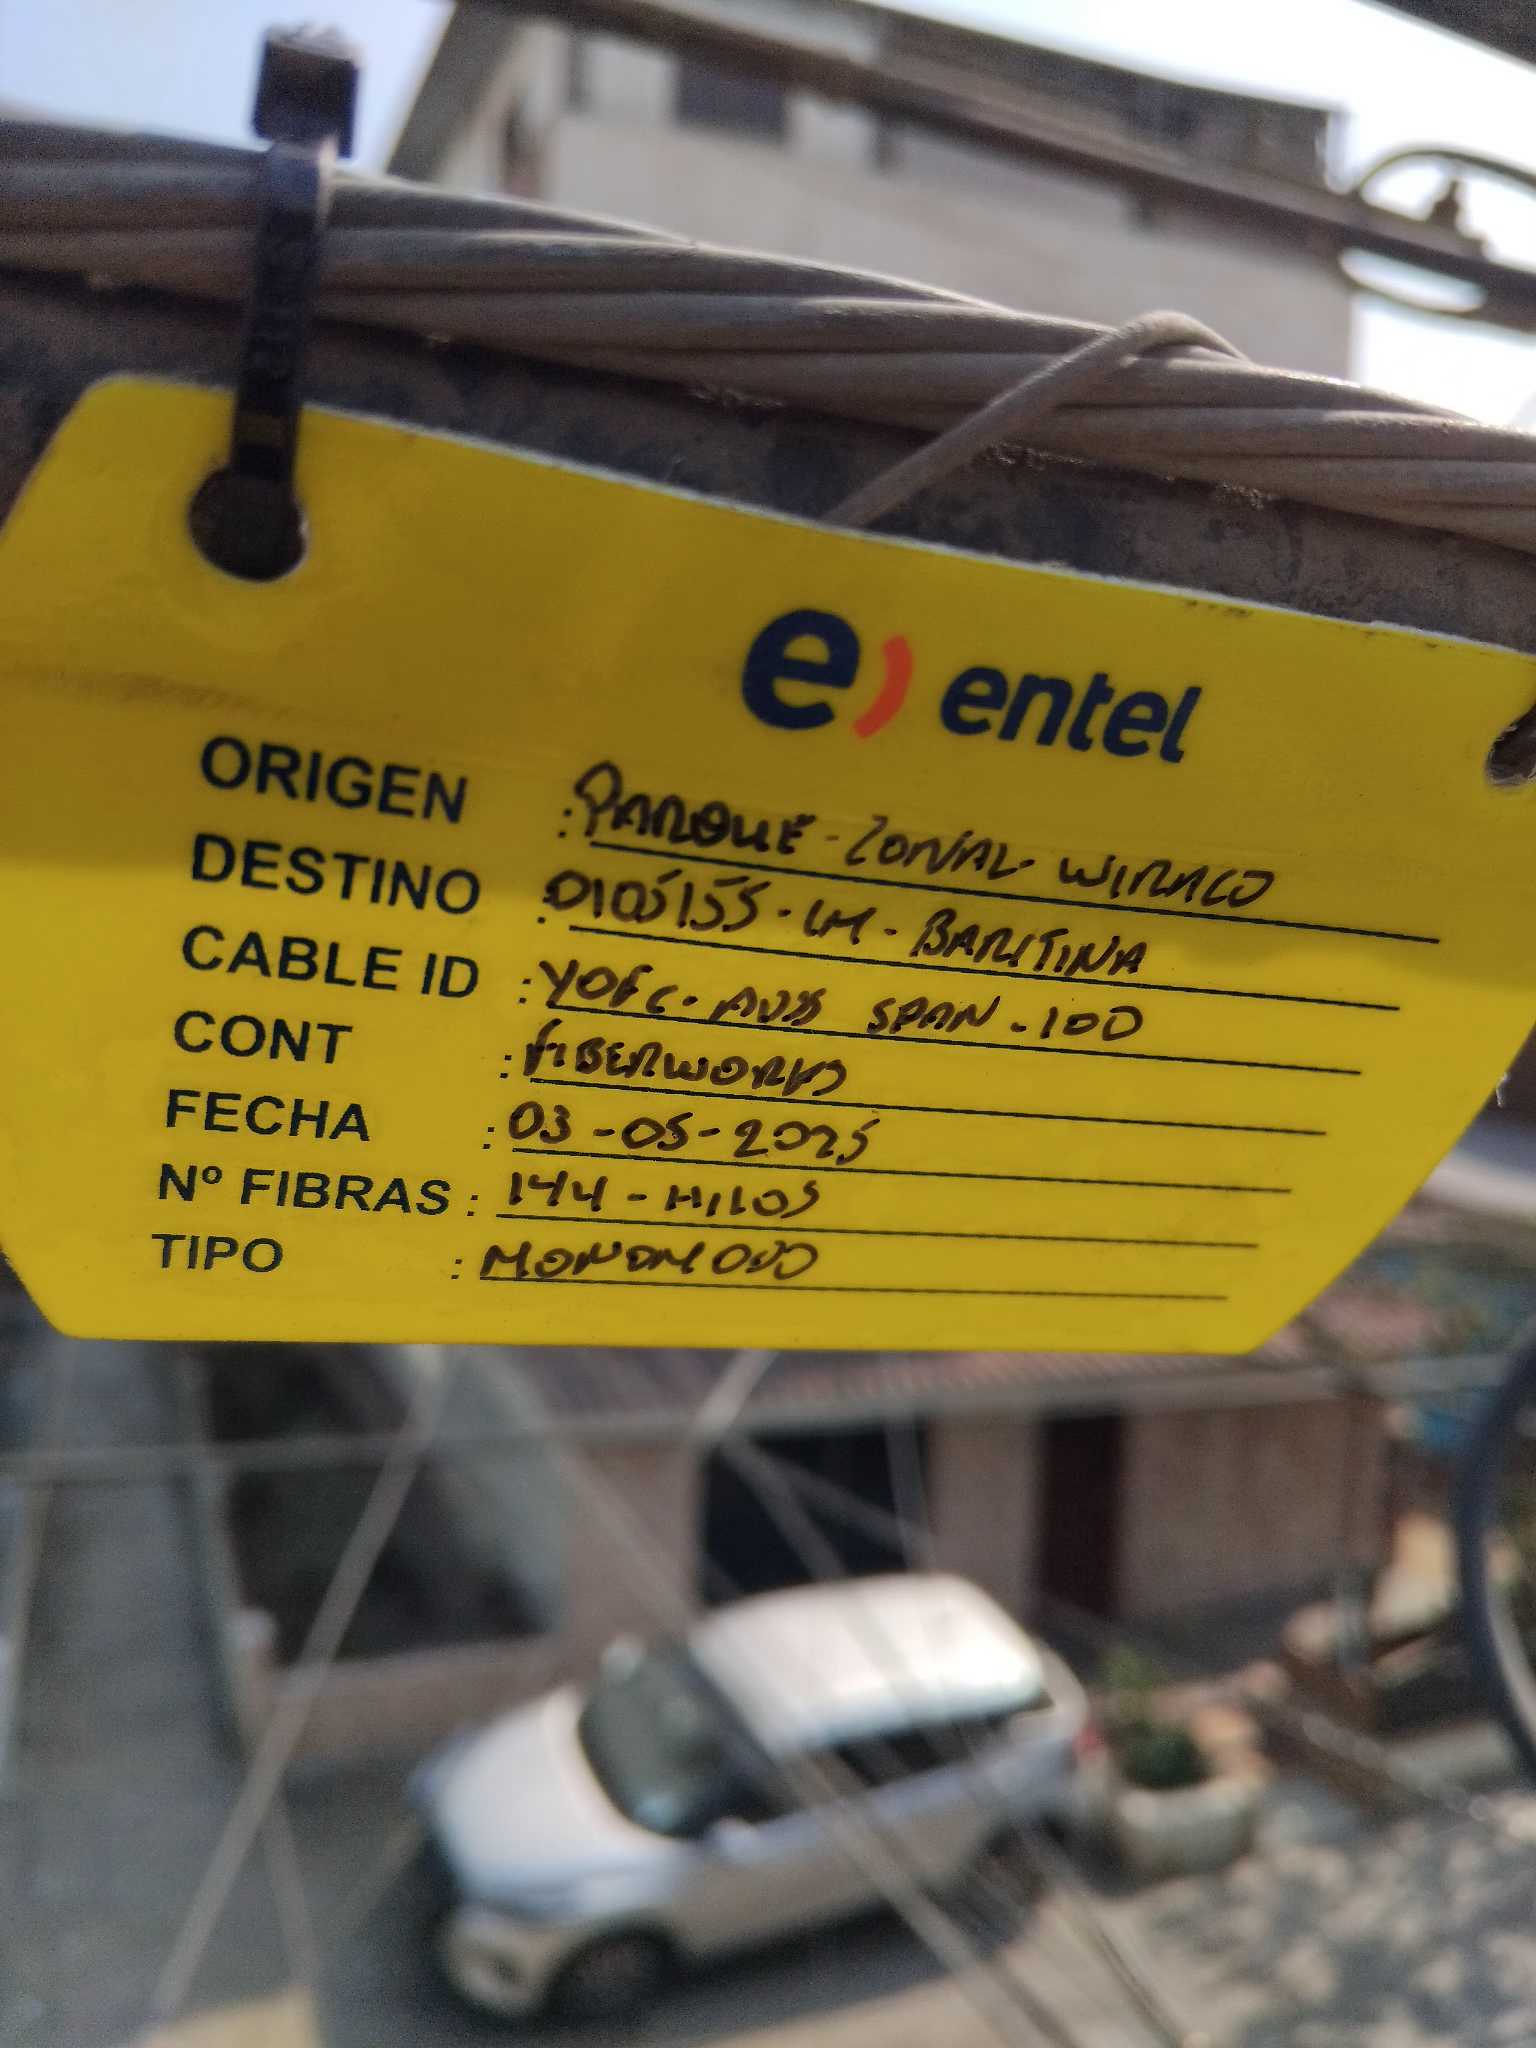 e) entel
ORIGEN : PARQUE - ZONAL WIRACO
DESTINO : 0105155 - LM - BARITINA
CABLE ID : YOFC. ADSS SPAN - 100
CONT : FIBERWORKS
FECHA : 03 - 05 - 2025
Nº FIBRAS : 144 - HILOS
TIPO : MONOMODO